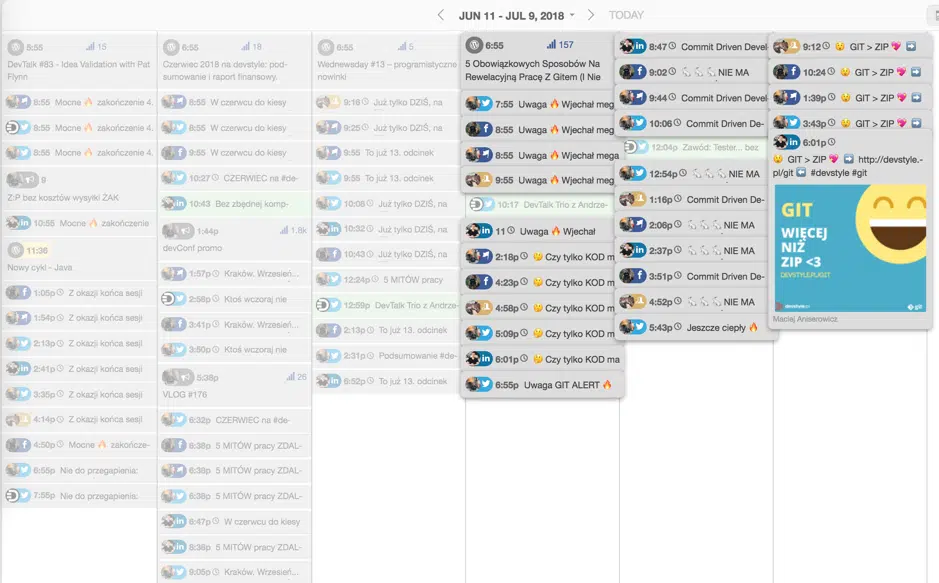 JUN 11 - JUL 9, 2018
TODAY
8:55 15
DevTalk #83 - Idea Validation with Pat
Flynn
8:55 Mocne 🔥 zakończenie 4.
8:55 Mocne 🔥 zakończenie 4.
8:55 Mocne 🔥 zakończenie 4.
9
Z:P bez kosztów wysyłki ŻAK
10:55 Mocne 🔥 zakończenie
11:36
Nowy cykl - Java
1:05p Z okazji końca sesji
1:54p Z okazji końca sesji
2:13p Z okazji końca sesji
2:41p Z okazji końca sesji
3:35p Z okazji końca sesji
4:14p Z okazji końca sesji
4:50p Mocne 🔥 zakończe-
6:55p Nie do przegapienia:
7:55p Nie do przegapienia:
6:55 18
Czerwiec 2018 na devstyle: pod-
sumowanie i raport finansowy.
8:55 W czerwcu do kiesy
8:55 W czerwcu do kiesy
9:55 W czerwcu do kiesy
10:27 CZERWIEC na #de-
10:43 Bez zbędnej komp-
1:44p 1.8k
devConf promo
1:57p Kraków. Wrzesień...
2:58p Ktoś wczoraj nie
3:41p Kraków. Wrzesień...
3:50p Ktoś wczoraj nie
5:38p 26
VLOG #176
6:32p CZERWIEC na #de-
6:38p 5 MITÓW pracy ZDAL-
6:38p 5 MITÓW pracy ZDAL-
6:38p 5 MITÓW pracy ZDAL-
6:47p W czerwcu do kiesy
8:36p 5 MITÓW pracy ZDAL-
9:05p Kraków. Wrzesień...
6:55 5
Wednewsday #13 – programistyczne
nowinki
9:18 Już tylko DZIŚ, na
9:25 Już tylko DZIŚ, na
9:55 To już 13. odcinek
9:55 To już 13. odcinek
10:08 Już tylko DZIŚ, na
10:32 Już tylko DZIŚ, na
10:43 Już tylko DZIŚ, na
12:24p 5 MITÓW pracy
12:59p DevTalk Trio z Andrze-
2:13p To już 13. odcinek
2:31p Podsumowanie #de-
6:52p To już 13. odcinek
6:55 157
5 Obowiązkowych Sposobów Na
Rewelacyjną Pracę Z Gitem (I Nie
7:55 Uwaga 🔥 Wjechał meg
8:55 Uwaga 🔥 Wjechał meg
8:55 Uwaga 🔥 Wjechał mega
9:55 Uwaga 🔥 Wjechał meg
10:17 DevTalk Trio z Andrze-
11 Uwaga 🔥 Wjechał
2:18p 🤔 Czy tylko KOD m
4:23p 🤔 Czy tylko KOD m
4:58p 🤔 Czy tylko KOD m
5:09p 🤔 Czy tylko KOD m
6:01p 🤔 Czy tylko KOD ma
6:55p Uwaga GIT ALERT 🔥
8:47 Commit Driven Devel
9:02 NIE MA
9:44 Commit Driven Devel
10:06 Commit Driven De-
12:04p Zawód: Tester... bez
12:54p NIE MA
1:16p Commit Driven De-
2:06p NIE MA
2:37p NIE MA
3:51p Commit Driven De-
4:52p NIE MA
5:43p Jeszcze ciepły 🔥
9:12 GIT > ZIP 💖
10:24 GIT > ZIP 💖 ➡️
1:39p GIT > ZIP 💖 ➡️
3:43p GIT > ZIP 💖 ➡️
6:01p
GIT > ZIP 💖 ➡️ http://devstyle.-
pl/git ⬅️ #devstyle #git
GIT
WIĘCEJ
NIŻ
ZIP <3
DEVSTYLE.PL/GIT
devstyle
git
Maciej Aniserowicz